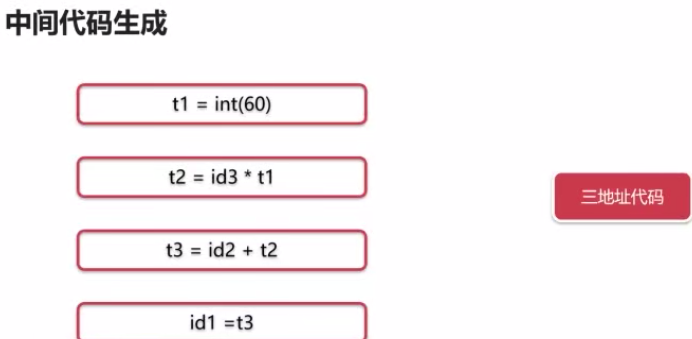 中间代码生成
t1 = int(60)
t2 = id3 * t1
三地址代码
t3 = id2 + t2
id1 =t3